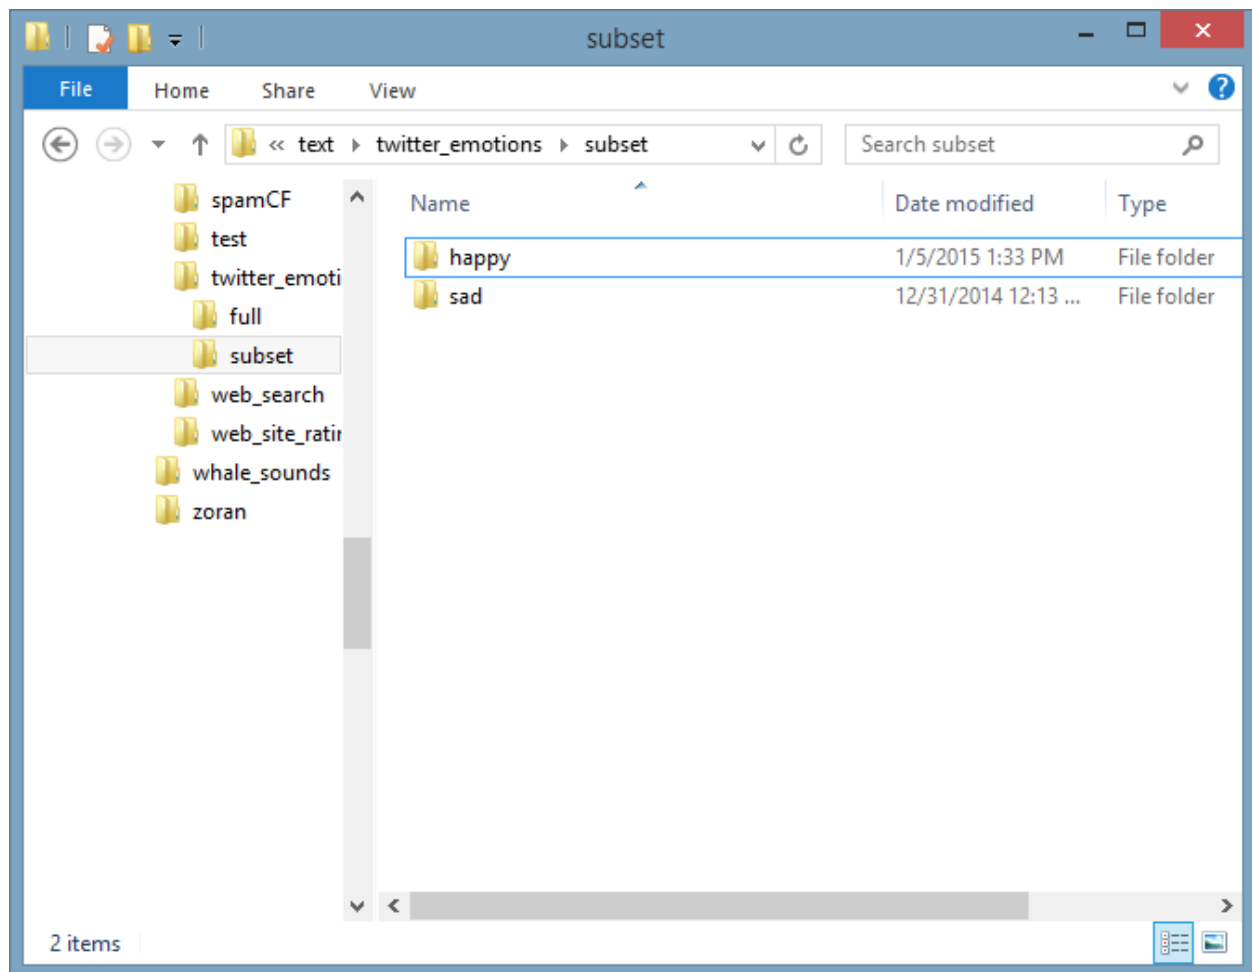 subset
File Home Share View
« text twitter_emotions subset Search subset
Name Date modified Type
spamCF
test
twitter_emoti
full
subset
web_search
web_site_ratin
whale_sounds
zoran
happy 1/5/2015 1:33 PM File folder
sad 12/31/2014 12:13 ... File folder
2 items